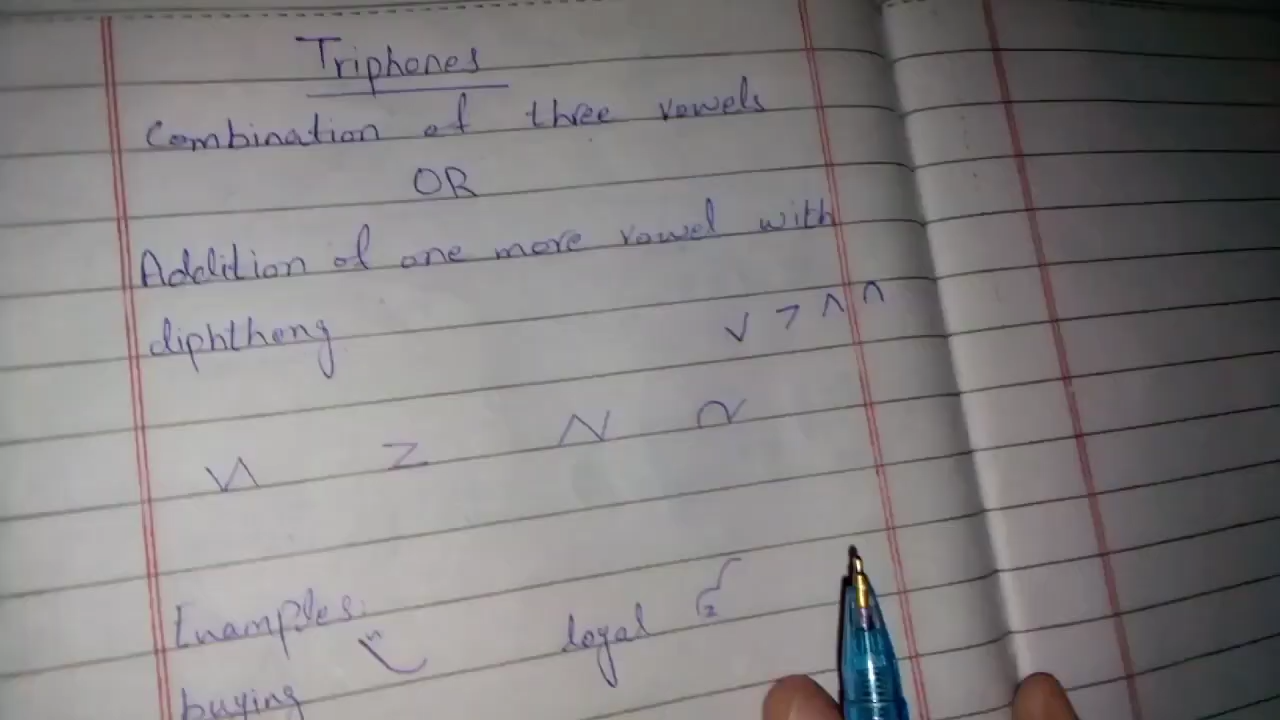 Triphones
Combination of three vowels
OR
Addition of one more vowel with
diphthong
Examples:
loyal
buying